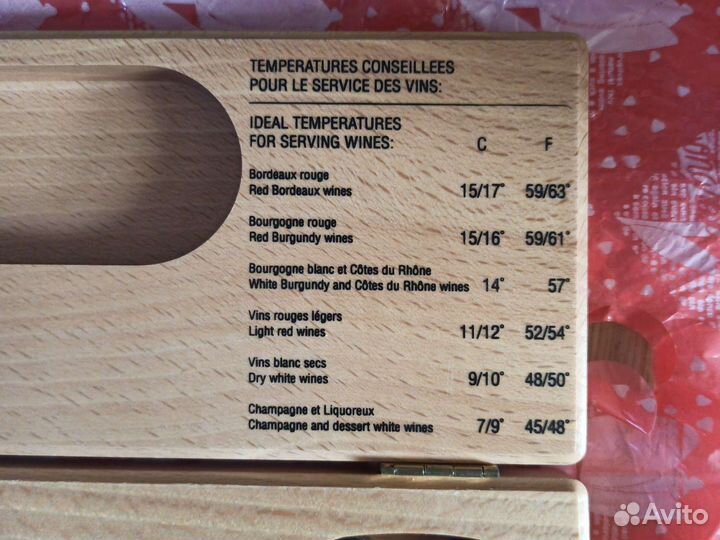 TEMPERATURES CONSEILLEES
POUR LE SERVICE DES VINS:
IDEAL TEMPERATURES
FOR SERVING WINES: C F
Bordeaux rouge
Red Bordeaux wines 15/17° 59/63°
Bourgogne rouge
Red Burgundy wines 15/16° 59/61°
Bourgogne blanc et Côtes du Rhône
White Burgundy and Côtes du Rhône wines 14° 57°
Vins rouges légers
Light red wines 11/12° 52/54°
Vins blanc secs
Dry white wines 9/10° 48/50°
Champagne et Liquoreux
Champagne and dessert white wines 7/9° 45/48°
Avito